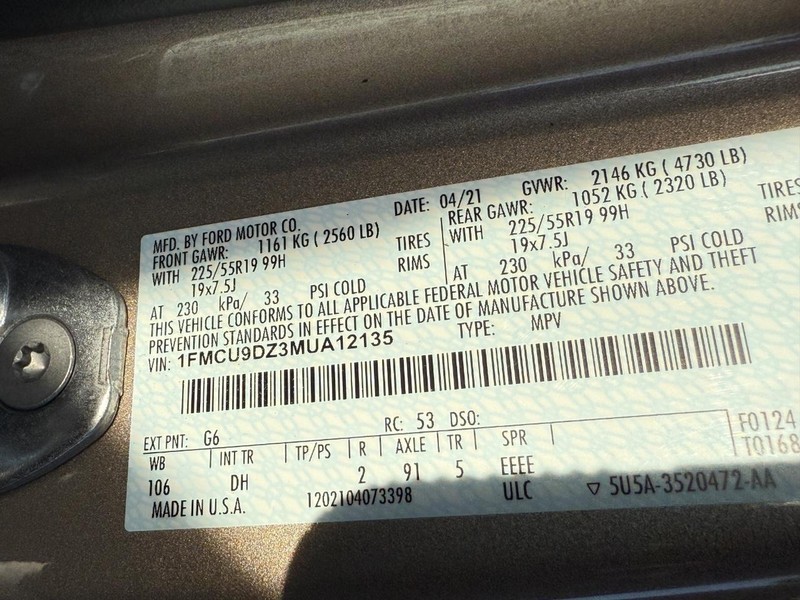 MFD. BY FORD MOTOR CO. DATE: 04/21 GVWR: 2146 KG ( 4730 LB)
FRONT GAWR: 1161 KG ( 2560 LB) REAR GAWR: 1052 KG ( 2320 LB)
WITH 225/55R19 99H TIRES WITH 225/55R19 99H TIRES
19x7.5J RIMS 19x7.5J RIMS
AT 230 kPa/ 33 PSI COLD AT 230 kPa/ 33 PSI COLD
THIS VEHICLE CONFORMS TO ALL APPLICABLE FEDERAL MOTOR VEHICLE SAFETY AND THEFT
PREVENTION STANDARDS IN EFFECT ON THE DATE OF MANUFACTURE SHOWN ABOVE.
VIN: 1FMCU9DZ3MUA12135 TYPE: MPV
EXT PNT: G6 RC: 53 DSO: F0124
WB INT TR TP/PS R AXLE TR SPR T0168
106 DH 2 91 5 EEEE
MADE IN U.S.A. 1202104073398 ULC ▽ 5U5A-3520472-AA